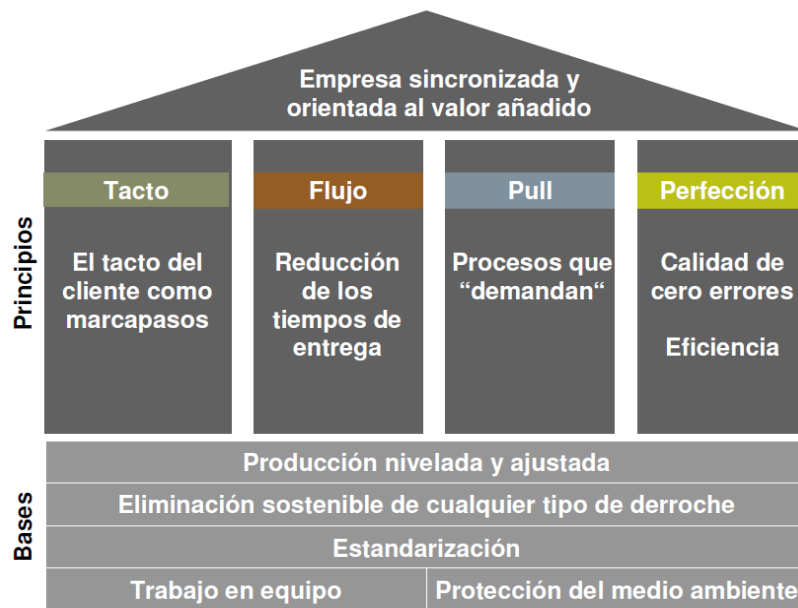 Empresa sincronizada y
orientada al valor añadido
Principios
Tacto
El tacto del
cliente como
marcapasos
Flujo
Reducción
de los
tiempos de
entrega
Pull
Procesos que
“demandan“
Perfección
Calidad de
cero errores
Eficiencia
Bases
Producción nivelada y ajustada
Eliminación sostenible de cualquier tipo de derroche
Estandarización
Trabajo en equipo
Protección del medio ambiente